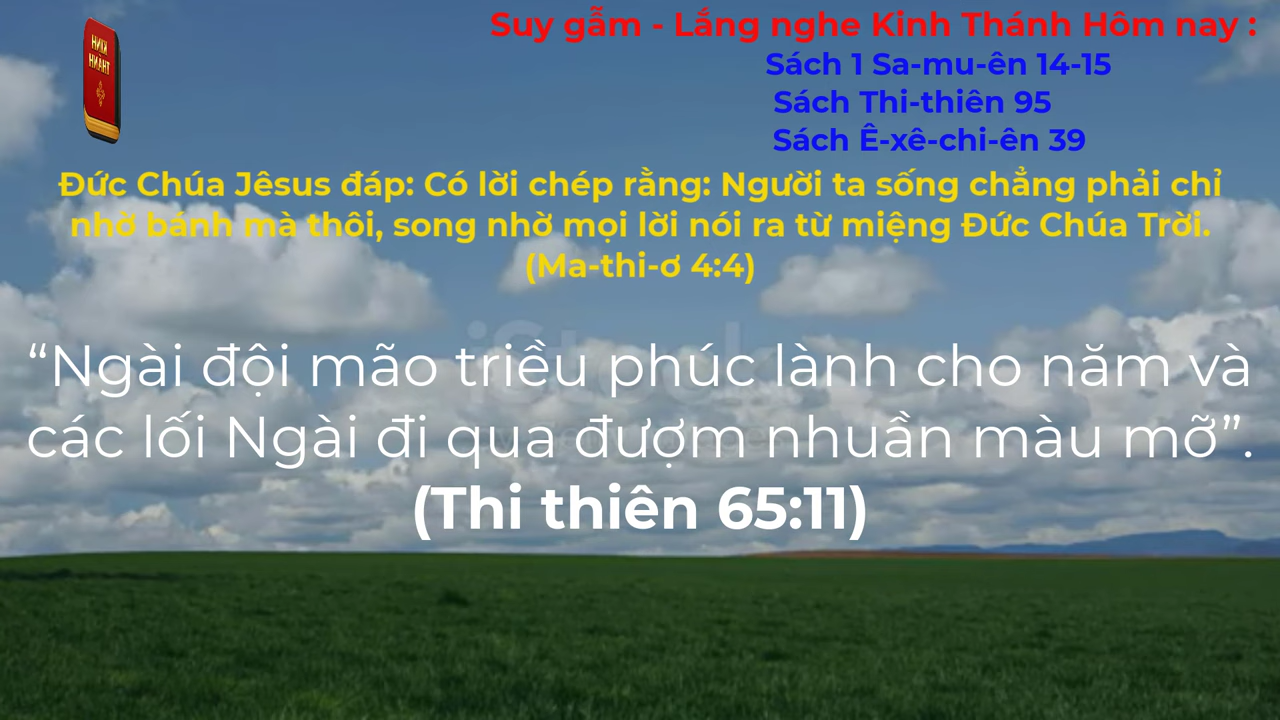 Suy gẫm - Lắng nghe Kinh Thánh Hôm nay :
Sách 1 Sa-mu-ên 14-15
Sách Thi-thiên 95
Sách Ê-xê-chi-ên 39
KINH
THÁNH
Đức Chúa Jêsus đáp: Có lời chép rằng: Người ta sống chẳng phải chỉ
nhờ bánh mà thôi, song nhờ mọi lời nói ra từ miệng Đức Chúa Trời.
(Ma-thi-ơ 4:4)
iStock
“Ngài đội mão triều phúc lành cho năm và
các lối Ngài đi qua đượm nhuần màu mỡ”.
(Thi thiên 65:11)